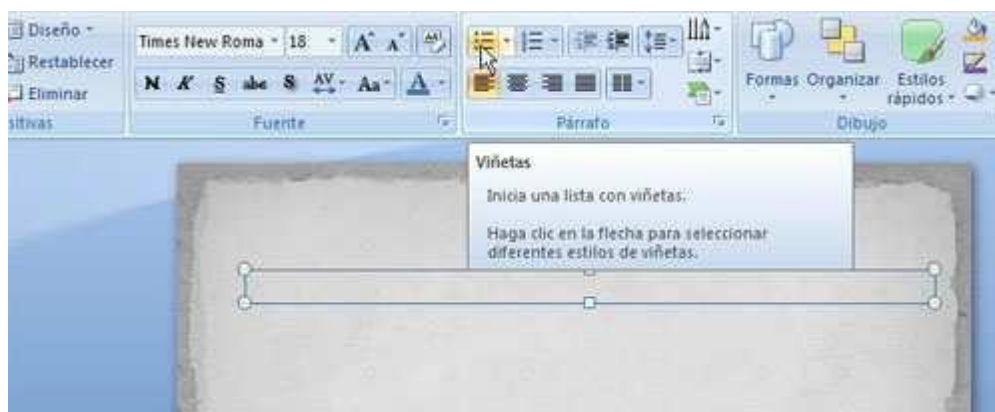 Diseño
Restablecer
Eliminar
sitivas
Times New Roma 18 A A
N K S abc S AV Aa A
Fuente
Párrafo
Formas Organizar Estilos rápidos
Dibujo
Viñetas
Inicia una lista con viñetas.
Haga clic en la flecha para seleccionar
diferentes estilos de viñetas.